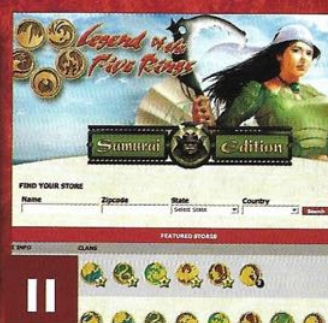 Legend of the
Five Rings
Samurai Edition
FIND YOUR STORE
Name Zipcode State Country
Select State Search
FEATURED STORES
INFO CLANS
11